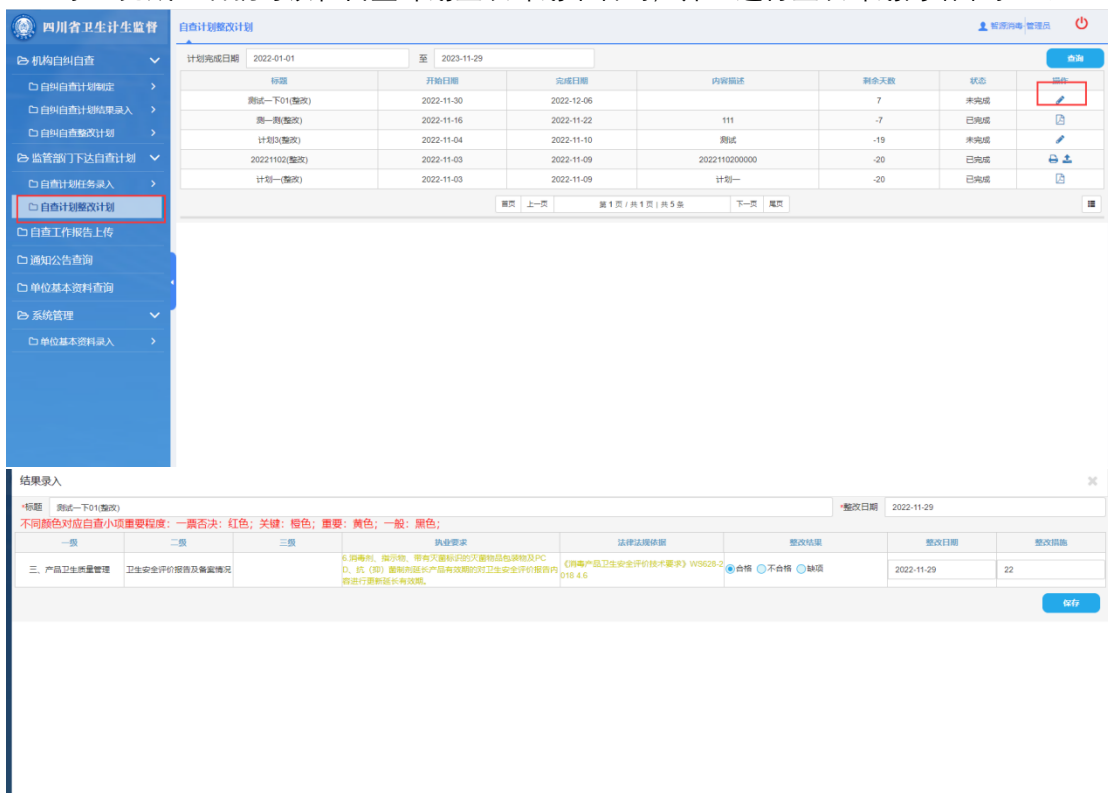 四川省卫生计生监督
自查计划整改计划
智源消毒 管理员
机构自纠自查
自纠自查计划制定
自纠自查计划结果录入
自纠自查整改计划
监管部门下达自查计划
自查计划任务录入
自查计划整改计划
自查工作报告上传
通知公告查询
单位基本资料查询
系统管理
单位基本资料录入
计划完成日期 2022-01-01 至 2023-11-29 查询
标题 开始日期 完成日期 内容描述 剩余天数 状态 操作
测试一下01(整改) 2022-11-30 2022-12-06 7 未完成
测一测(整改) 2022-11-16 2022-11-22 111 -7 已完成
计划3(整改) 2022-11-04 2022-11-10 测试 -19 未完成
20221102(整改) 2022-11-03 2022-11-09 2022110200000 -20 已完成
计划一(整改) 2022-11-03 2022-11-09 计划一 -20 已完成
首页 上一页 第 1 页 / 共 1 页 | 共 5 条 下一页 尾页
结果录入
*标题 测试一下01(整改) *整改日期 2022-11-29
不同颜色对应自查小项重要程度：一票否决：红色；关键：橙色；重要：黄色；一般：黑色；
一级 二级 三级 执业要求 法律法规依据 整改结果 整改日期 整改措施
三、产品卫生质量管理 卫生安全评价报告及备案情况
6.消毒剂、指示物、带有灭菌标识的灭菌物品包装物及PC
D、抗（抑）菌制剂延长产品有效期的对卫生安全评价报告内
容进行更新延长有效期。
《消毒产品卫生安全评价技术要求》WS628-2
018 4.6
合格 不合格 缺项 2022-11-29 22
保存